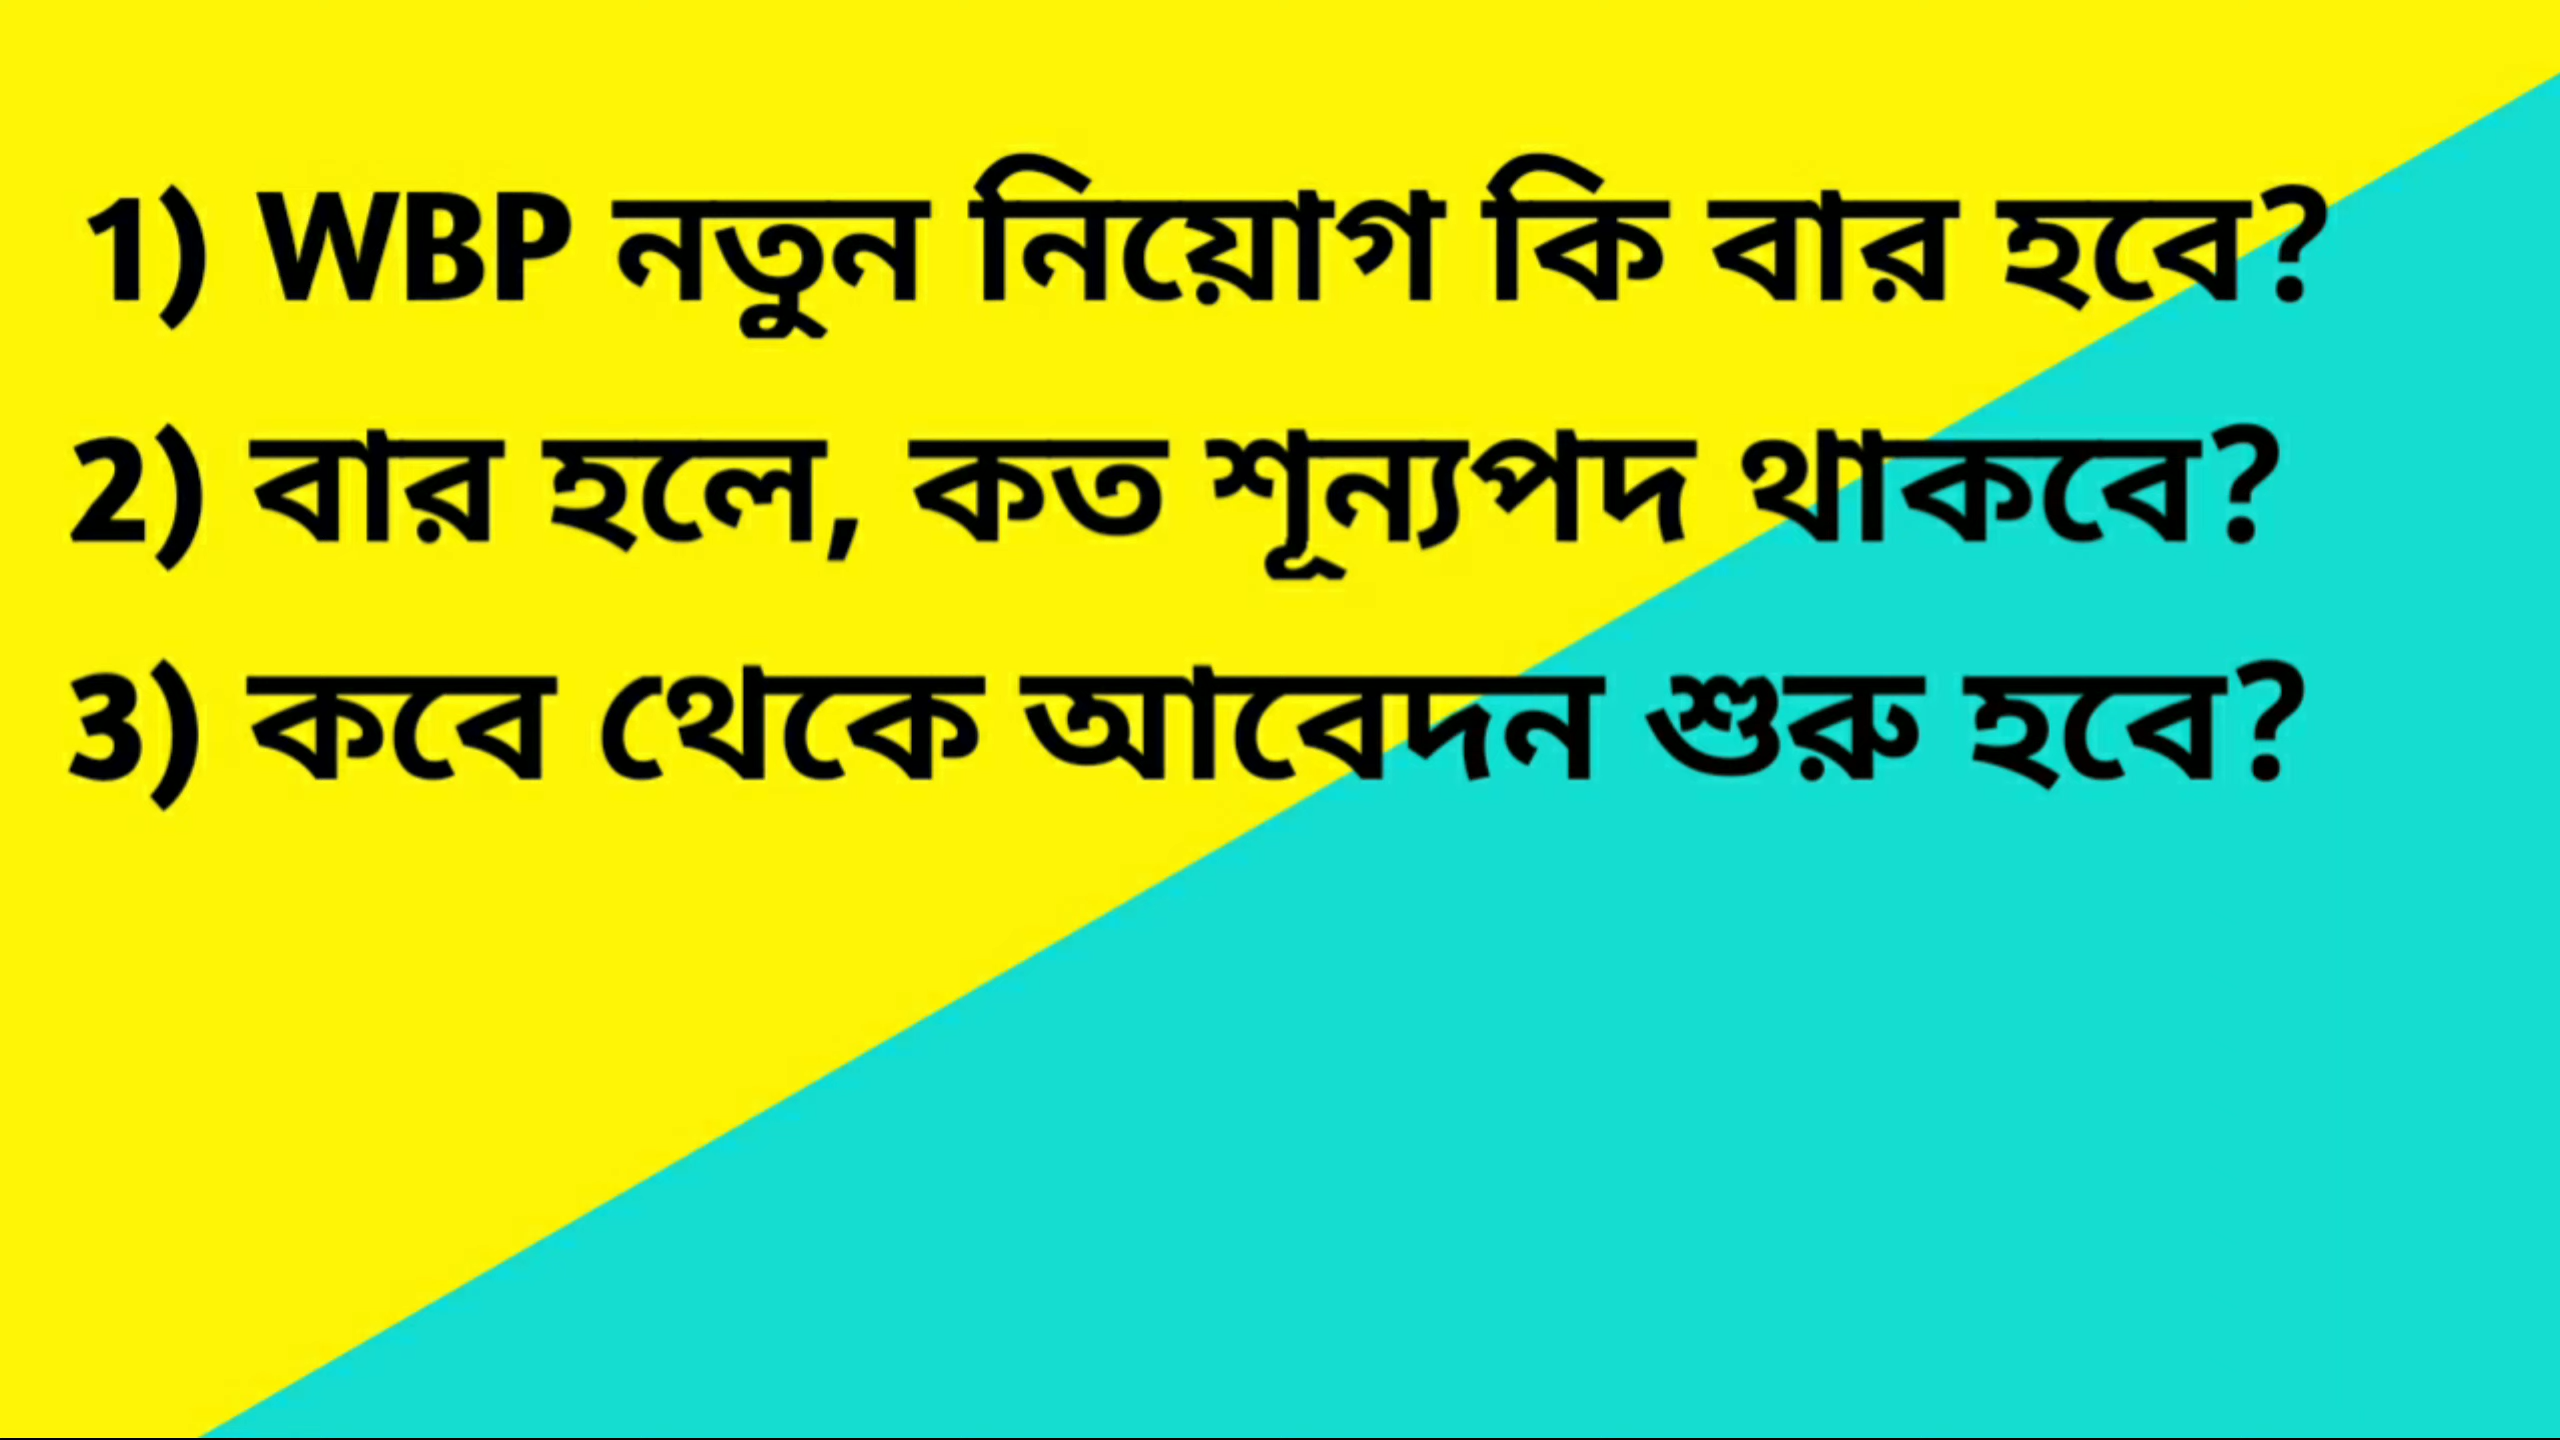 1) WBP নতুন নিয়োগ কি বার হবে?
2) বার হলে, কত শূন্যপদ থাকবে?
3) কবে থেকে আবেদন শুরু হবে?